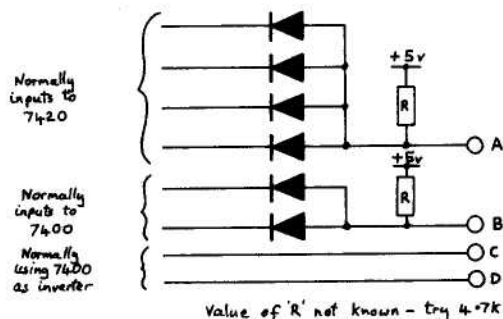 Normally
inputs to
7420
+5v
R
A
+5v
R
Normally
inputs to
7400
B
Normally
using 7400
as inverter
C
D
Value of 'R' not known - try 4.7k